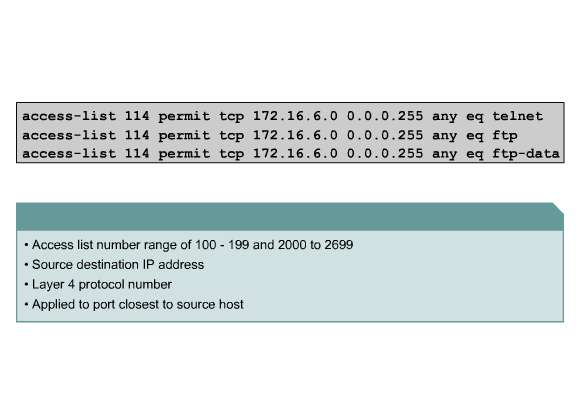 access-list 114 permit tcp 172.16.6.0 0.0.0.255 any eq telnet
access-list 114 permit tcp 172.16.6.0 0.0.0.255 any eq ftp
access-list 114 permit tcp 172.16.6.0 0.0.0.255 any eq ftp-data
• Access list number range of 100 - 199 and 2000 to 2699
• Source destination IP address
• Layer 4 protocol number
• Applied to port closest to source host